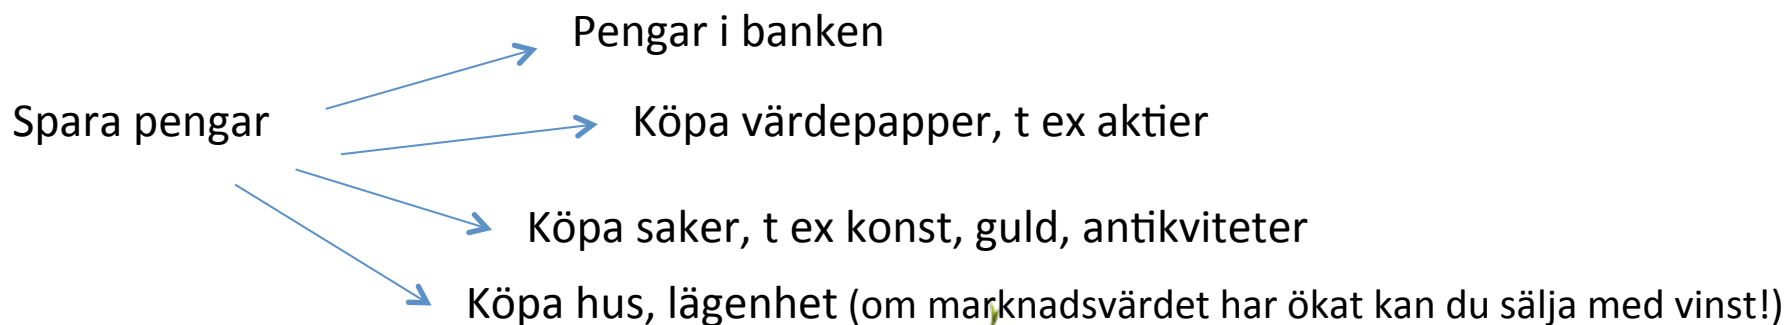 Pengar i banken
Spara pengar
Köpa värdepapper, t ex aktier
Köpa saker, t ex konst, guld, antikviteter
Köpa hus, lägenhet (om marknadsvärdet har ökat kan du sälja med vinst!)